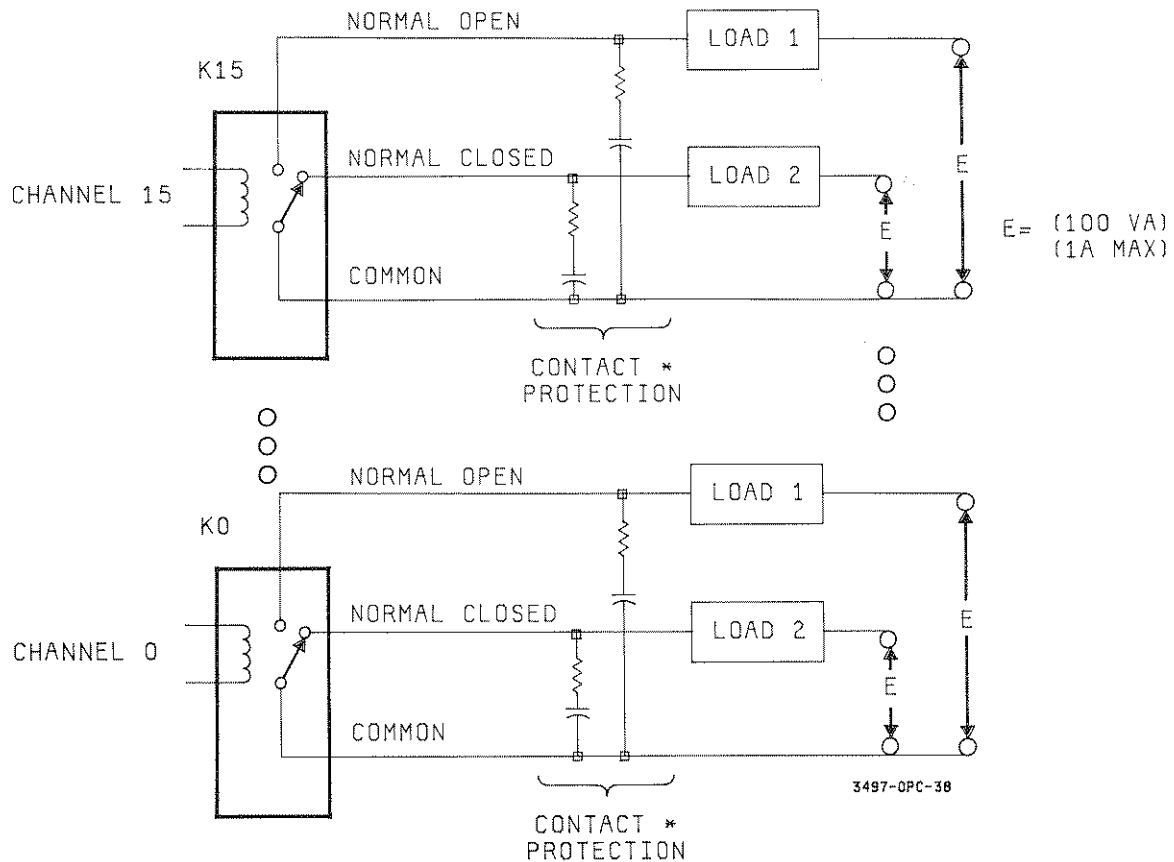 NORMAL OPEN
LOAD 1
K15
NORMAL CLOSED
LOAD 2
CHANNEL 15
E
E
E= (100 VA)
(1A MAX)
COMMON
CONTACT *
PROTECTION
NORMAL OPEN
LOAD 1
K0
NORMAL CLOSED
LOAD 2
CHANNEL 0
E
E
COMMON
3497-OPC-38
CONTACT *
PROTECTION